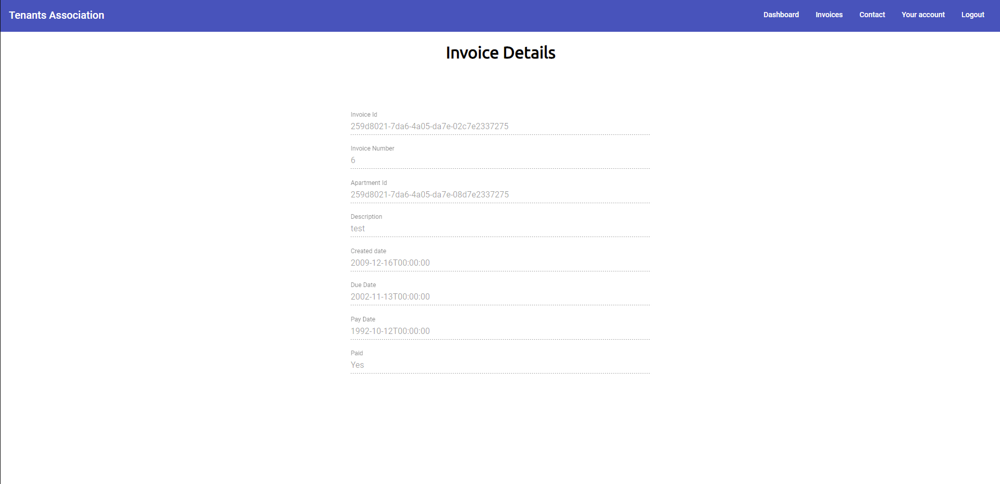 Tenants Association
Dashboard Invoices Contact Your account Logout
Invoice Details
Invoice Id
259d8021-7da6-4a05-da7e-02c7e2337275
Invoice Number
6
Apartment Id
259d8021-7da6-4a05-da7e-08d7e2337275
Description
test
Created date
2009-12-16T00:00:00
Due Date
2002-11-13T00:00:00
Pay Date
1992-10-12T00:00:00
Paid
Yes